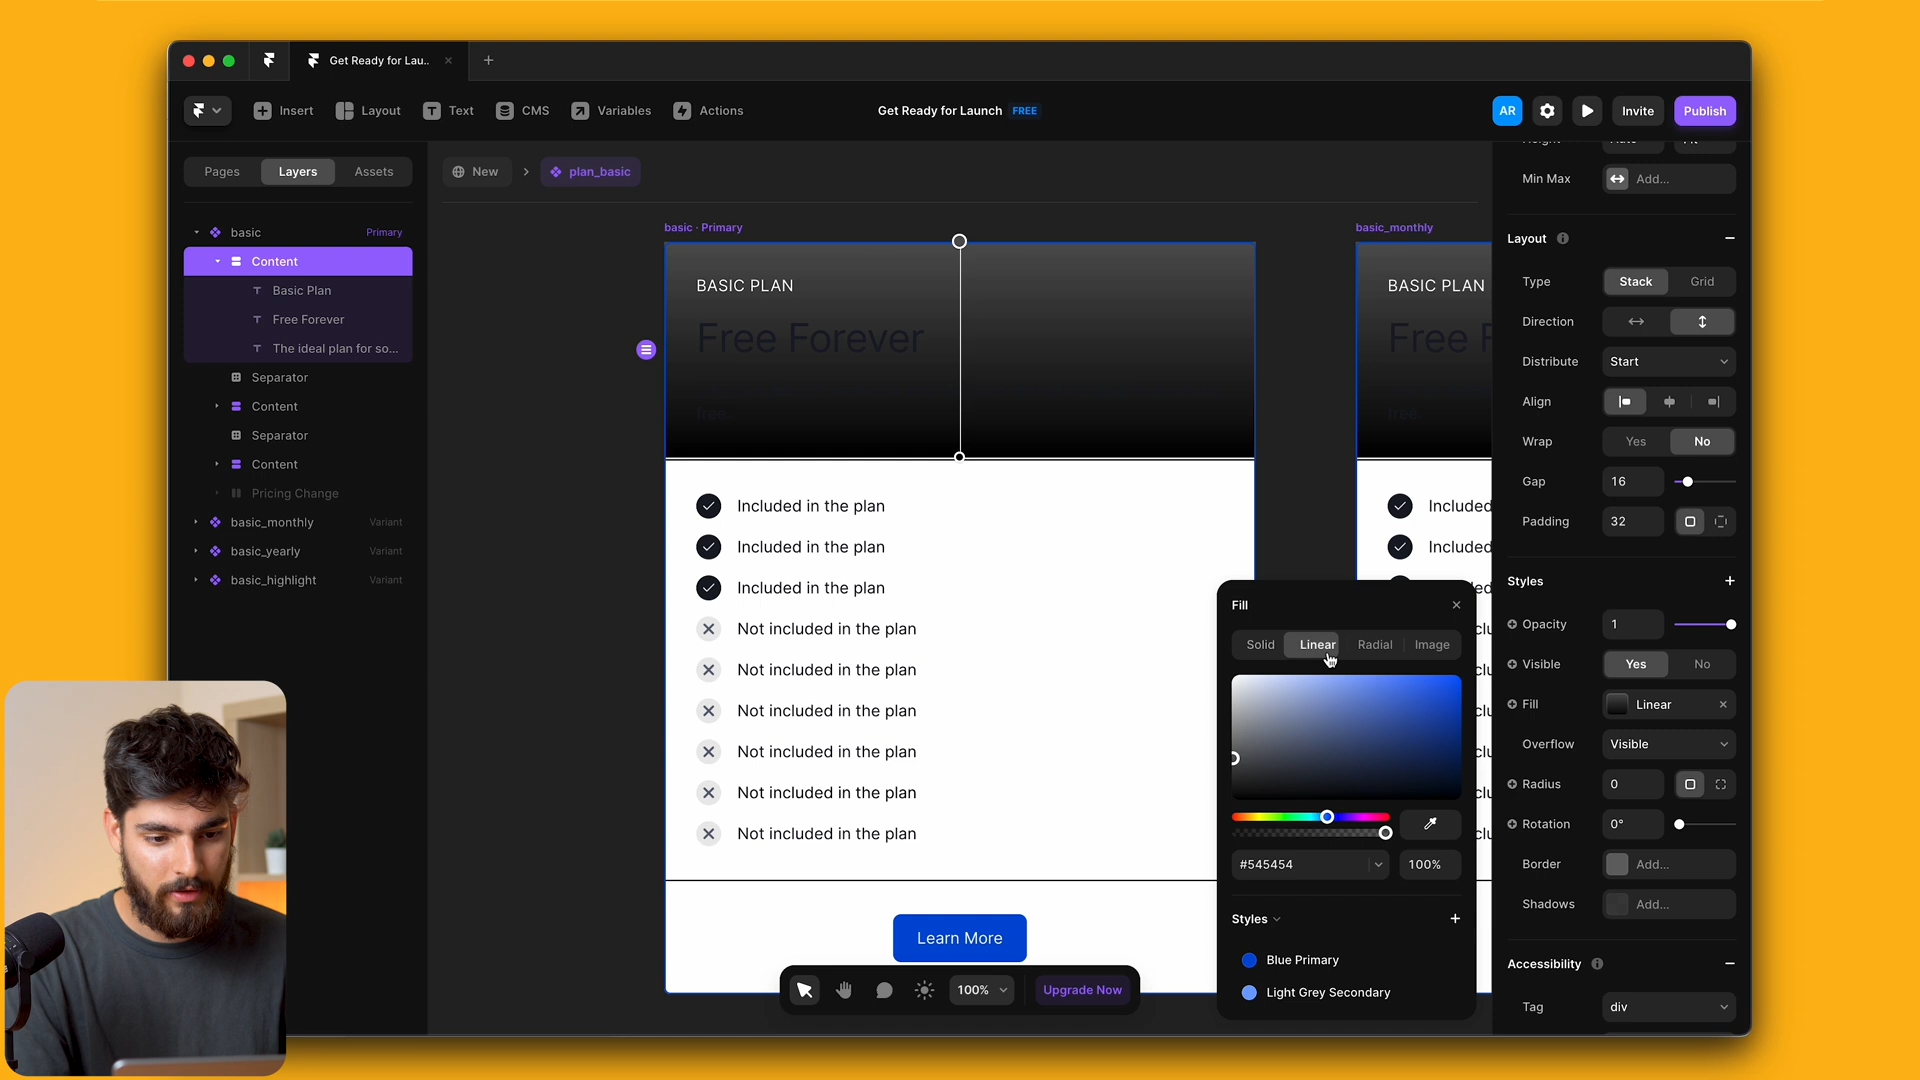 Get Ready for Lau..
Insert
Layout
Text
CMS
Variables
Actions
Get Ready for Launch FREE
AR
Invite
Publish
Pages
Layers
Assets
New
plan_basic
basic
Primary
Content
Basic Plan
Free Forever
The ideal plan for so...
Separator
Content
Separator
Content
Pricing Change
basic_monthly
Variant
basic_yearly
Variant
basic_highlight
Variant
basic · Primary
BASIC PLAN
Free Forever
free.
Included in the plan
Included in the plan
Included in the plan
Not included in the plan
Not included in the plan
Not included in the plan
Not included in the plan
Not included in the plan
Not included in the plan
Learn More
100%
Upgrade Now
basic_monthly
BASIC PLAN
Free F
free.
Included
Included
Fill
Solid
Linear
Radial
Image
#545454
100%
Styles
Blue Primary
Light Grey Secondary
Min Max
Add...
Layout
Type
Stack
Grid
Direction
Distribute
Start
Align
Wrap
Yes
No
Gap
16
Padding
32
Styles
Opacity
1
Visible
Yes
No
Fill
Linear
Overflow
Visible
Radius
0
Rotation
0°
Border
Add...
Shadows
Add...
Accessibility
Tag
div